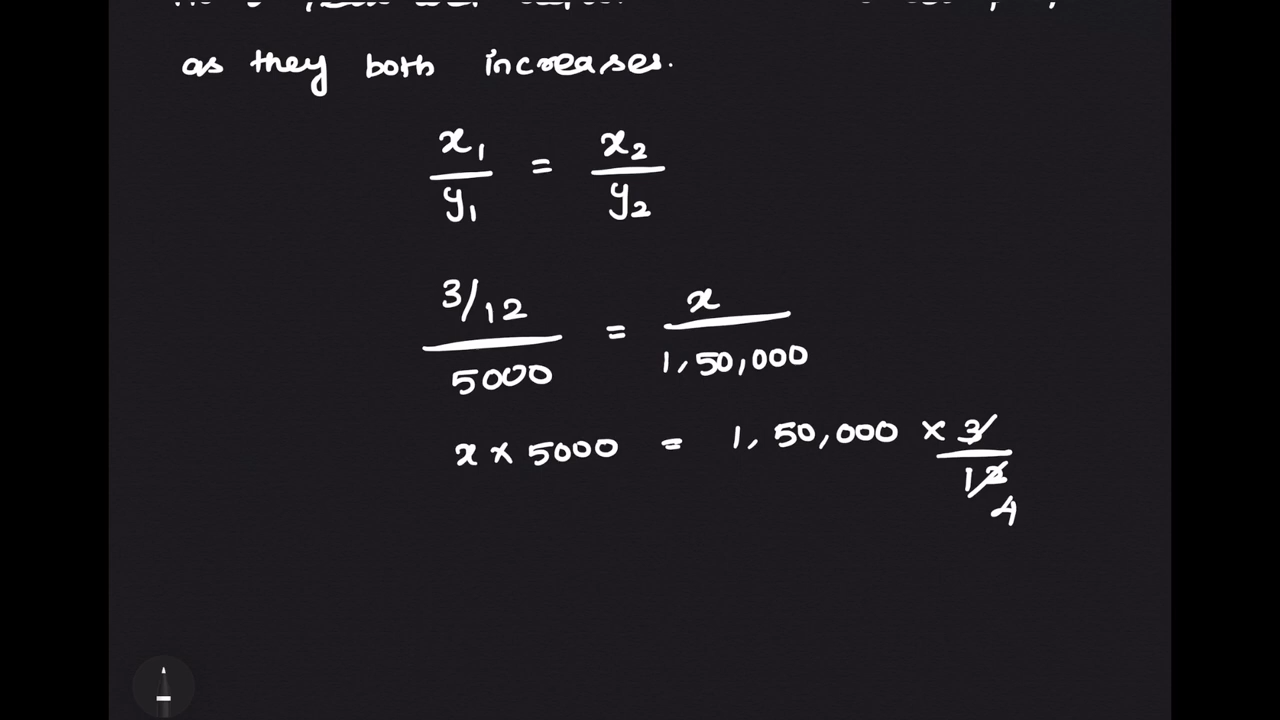 as they both increases.
x₁/y₁ = x₂/y₂
3/12 / 5000 = x / 1,50,000
x × 5000 = 1,50,000 × 3/12
4